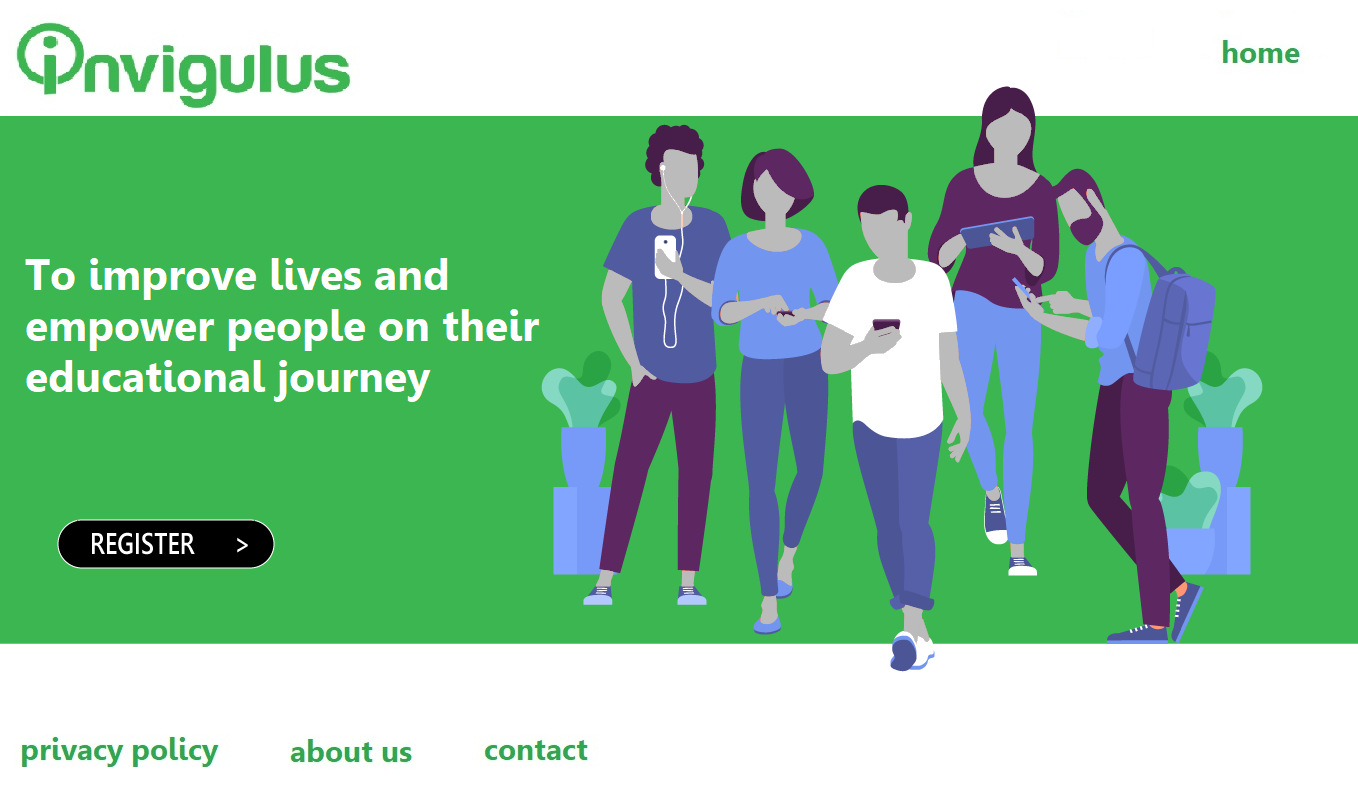 invigulus
home
To improve lives and
empower people on their
educational journey
REGISTER >
privacy policy
about us
contact